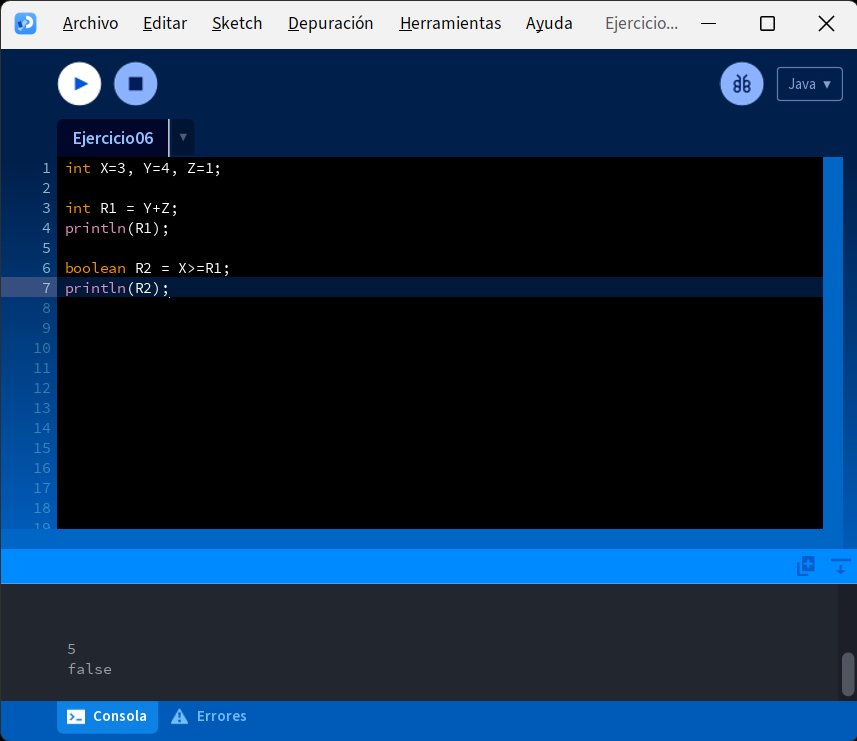 Archivo Editar Sketch Depuración Herramientas Ayuda Ejercicio...
Java ▾
Ejercicio06 ▾
1 int X=3, Y=4, Z=1;
2
3 int R1 = Y+Z;
4 println(R1);
5
6 boolean R2 = X>=R1;
7 println(R2);
8
9
10
11
12
13
14
15
16
17
18
19
5
false
Consola Errores